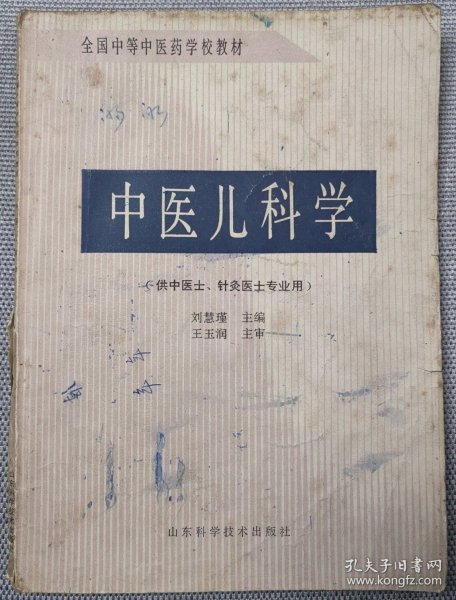 全国中等中医药学校教材
中医儿科学
(供中医士、针灸医士专业用)
刘慧瑾 主编
王玉润 主审
年
年
山东科学技术出版社
孔夫子旧书网
kongfz.com